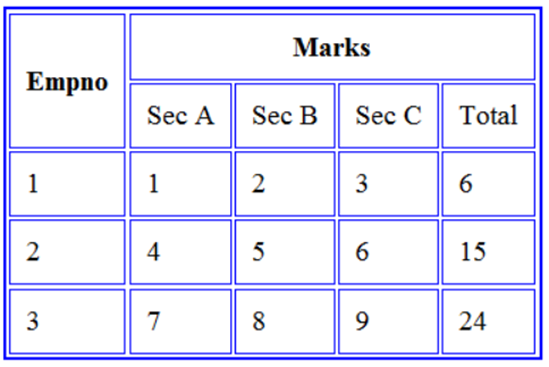 Empno Marks
Sec A Sec B Sec C Total
1 1 2 3 6
2 4 5 6 15
3 7 8 9 24